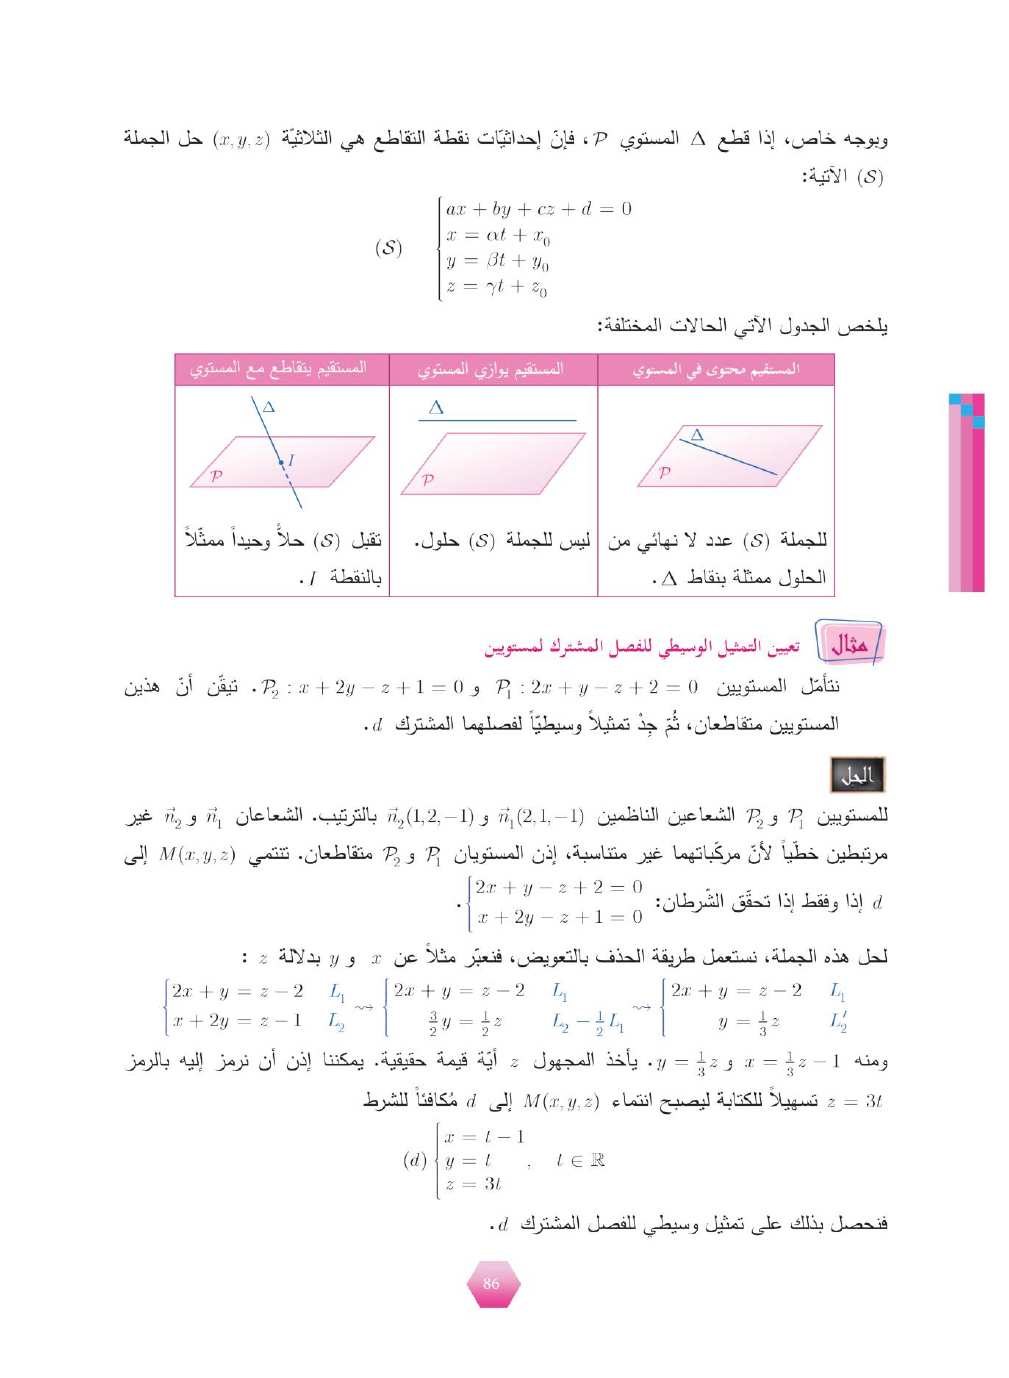 وبوجه خاص، إذا قطع Δ المستوي P، فإنّ إحداثيّات نقطة التقاطع هي الثلاثيّة (x, y, z) حل الجملة
(S) الآتية:
(S) { ax + by + cz + d = 0
x = αt + x₀
y = βt + y₀
z = γt + z₀
يلخص الجدول الآتي الحالات المختلفة:
المستقيم محتوى في المستوي
المستقيم يوازي المستوي
المستقيم يتقاطع مع المستوي
Δ
P
Δ
P
Δ
I
P
للجملة (S) عدد لا نهائي من
الحلول ممثلة بنقاط Δ.
ليس للجملة (S) حلول.
تقبل (S) حلاًّ وحيداً ممثّلاً
بالنقطة I.
مثال
تعيين التمثيل الوسيطي للفصل المشترك لمستويين
نتأمّل المستويين P₁ : 2x + y − z + 2 = 0 و P₂ : x + 2y − z + 1 = 0. تيقّن أنّ هذين
المستويين متقاطعان، ثُمّ جِدْ تمثيلاً وسيطيّاً لفصلهما المشترك d.
الحل
للمستويين P₁ و P₂ الشعاعين الناظمين n⃗₁(2,1,−1) و n⃗₂(1,2,−1) بالترتيب. الشعاعان n⃗₁ و n⃗₂ غير
مرتبطين خطّياً لأنّ مركّباتهما غير متناسبة، إذن المستويان P₁ و P₂ متقاطعان. تنتمي M(x,y,z) إلى
d إذا وفقط إذا تحقّق الشّرطان: { 2x + y − z + 2 = 0
x + 2y − z + 1 = 0 .
لحل هذه الجملة، نستعمل طريقة الحذف بالتعويض، فنعبّر مثلاً عن x و y بدلالة z :
{ 2x + y = z − 2 L₁ ⇝ { 2x + y = z − 2 L₁ ⇝ { 2x + y = z − 2 L₁
x + 2y = z − 1 L₂ 3/2 y = 1/2 z L₂ − 1/2 L₁ y = 1/3 z L₂′
ومنه x = 1/3 z − 1 و y = 1/3 z. يأخذ المجهول z أيّة قيمة حقيقية. يمكننا إذن أن نرمز إليه بالرمز
z = 3t تسهيلاً للكتابة ليصبح انتماء M(x,y,z) إلى d مُكافئاً للشرط
(d) { x = t − 1
y = t , t ∈ ℝ
z = 3t
فنحصل بذلك على تمثيل وسيطي للفصل المشترك d.
86